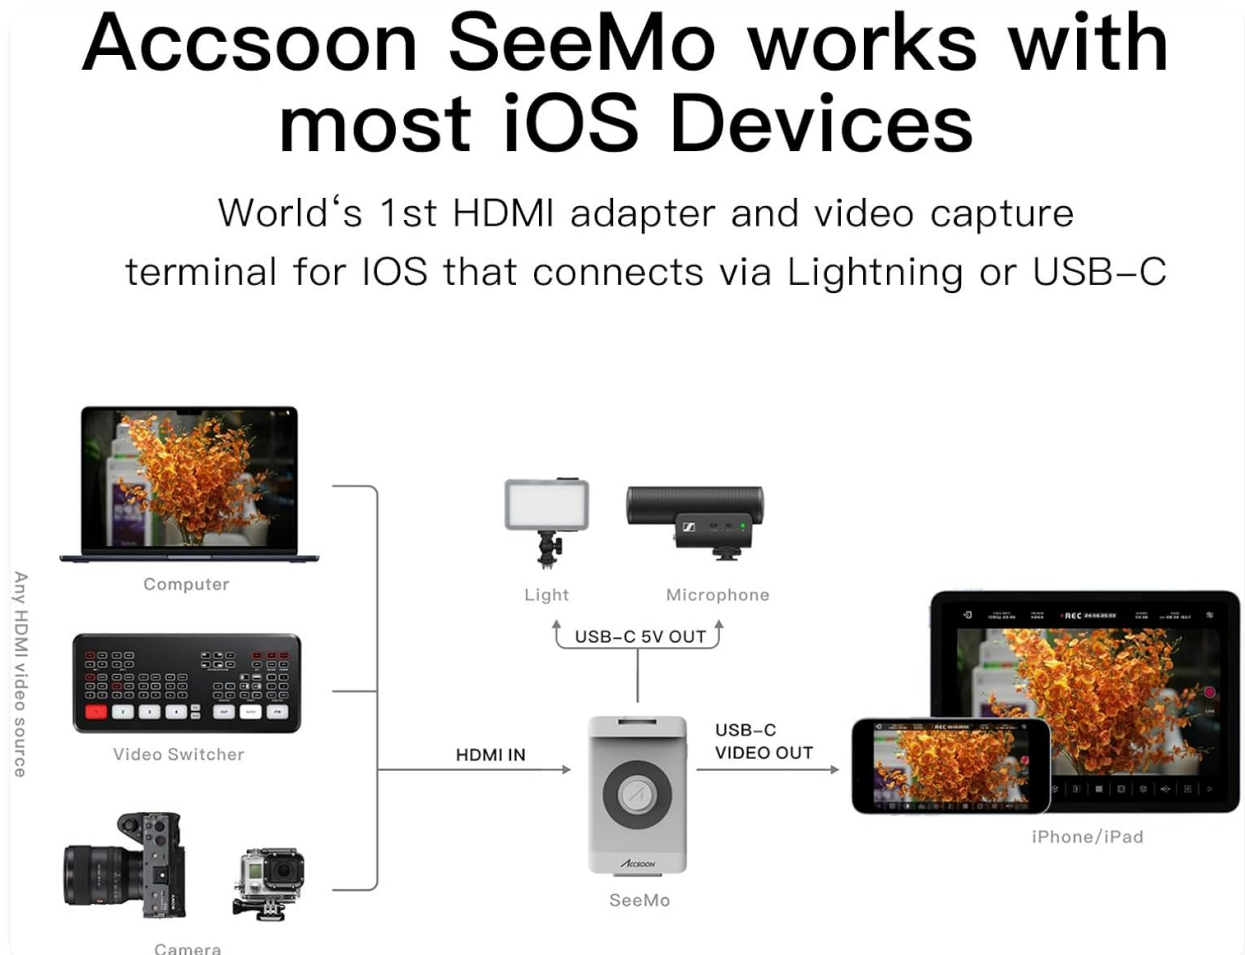 Accsoon SeeMo works with
most iOS Devices
World‘s 1st HDMI adapter and video capture
terminal for IOS that connects via Lightning or USB–C
Any HDMI video source
Computer
Video Switcher
Camera
HDMI IN
Light
Microphone
USB-C 5V OUT
ACCSOON
SeeMo
USB–C
VIDEO OUT
REC
iPhone/iPad
SONY